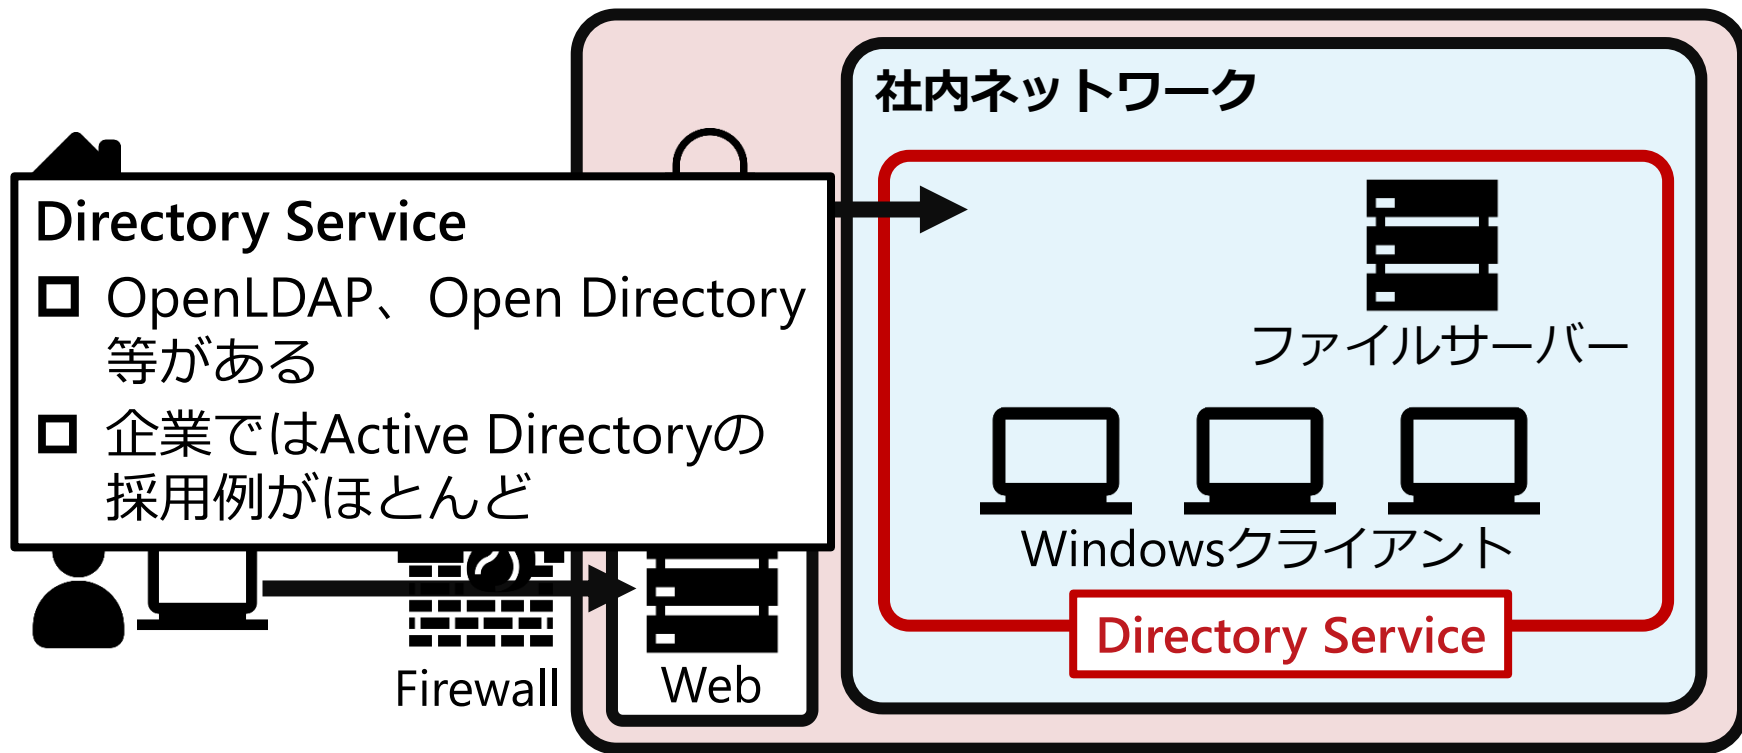 社内ネットワーク
Directory Service
OpenLDAP、Open Directory
等がある
企業ではActive Directoryの
採用例がほとんど
ファイルサーバー
Windowsクライアント
Directory Service
Firewall
Web